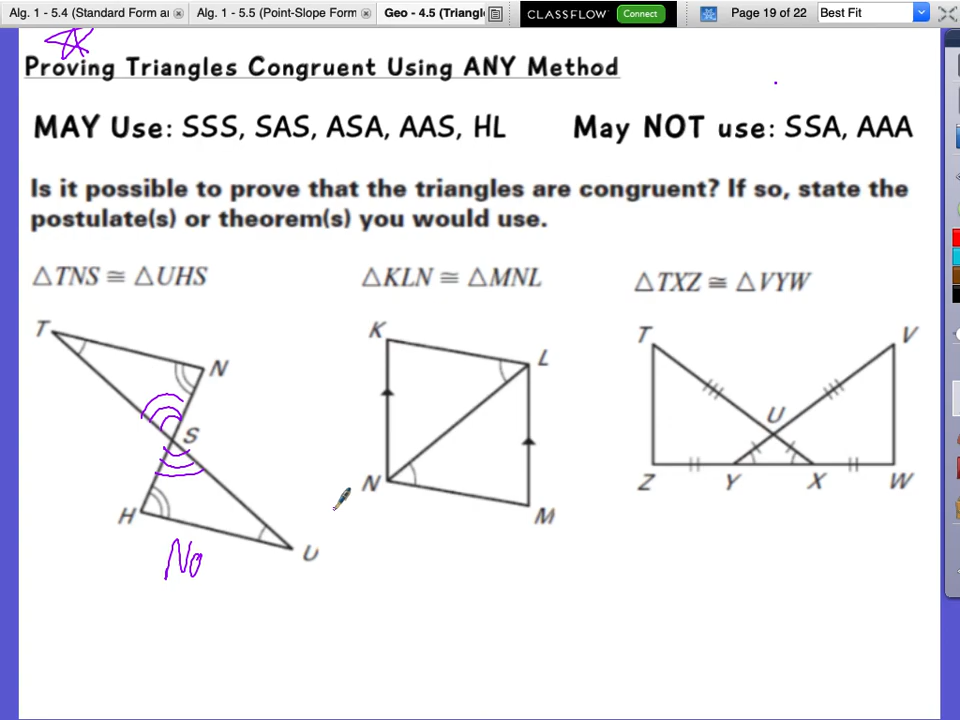 Alg. 1 - 5.4 (Standard Form ar
Alg. 1 - 5.5 (Point-Slope Form
Geo - 4.5 (Triangl
CLASSFLOW Connect
Page 19 of 22
Best Fit
Proving Triangles Congruent Using ANY Method
MAY Use: SSS, SAS, ASA, AAS, HL May NOT use: SSA, AAA
Is it possible to prove that the triangles are congruent? If so, state the
postulate(s) or theorem(s) you would use.
△TNS ≅ △UHS △KLN ≅ △MNL △TXZ ≅ △VYW
T N S H U
K L N M
T V U Z Y X W
No